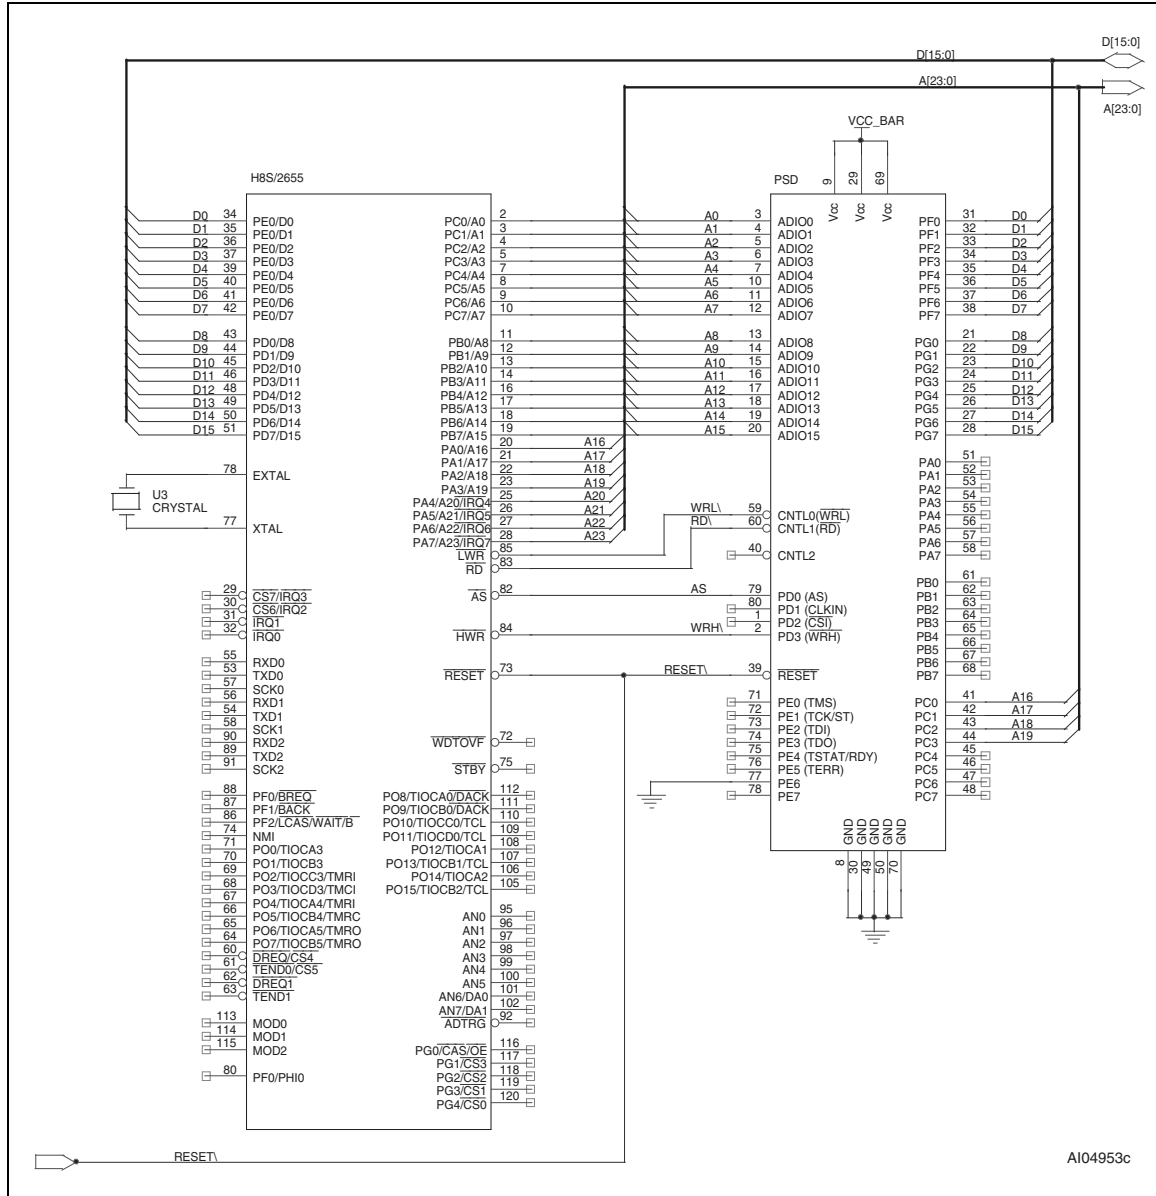 D[15:0]
D[15:0]
A[23:0]
A[23:0]
VCC_BAR
H8S/2655
PSD
9 29 69
Vcc Vcc Vcc
D0 34 PE0/D0 PC0/A0 2 A0 3 ADIO0 PF0 31 D0
D1 35 PE0/D1 PC1/A1 3 A1 4 ADIO1 PF1 32 D1
D2 36 PE0/D2 PC2/A2 4 A2 5 ADIO2 PF2 33 D2
D3 37 PE0/D3 PC3/A3 5 A3 6 ADIO3 PF3 34 D3
D4 39 PE0/D4 PC4/A4 7 A4 7 ADIO4 PF4 35 D4
D5 40 PE0/D5 PC5/A5 8 A5 10 ADIO5 PF5 36 D5
D6 41 PE0/D6 PC6/A6 9 A6 11 ADIO6 PF6 37 D6
D7 42 PE0/D7 PC7/A7 10 A7 12 ADIO7 PF7 38 D7
D8 43 PD0/D8 PB0/A8 11 A8 13 ADIO8 PG0 21 D8
D9 44 PD1/D9 PB1/A9 12 A9 14 ADIO9 PG1 22 D9
D10 45 PD2/D10 PB2/A10 13 A10 15 ADIO10 PG2 23 D10
D11 46 PD3/D11 PB3/A11 14 A11 16 ADIO11 PG3 24 D11
D12 48 PD4/D12 PB4/A12 16 A12 17 ADIO12 PG4 25 D12
D13 49 PD5/D13 PB5/A13 17 A13 18 ADIO13 PG5 26 D13
D14 50 PD6/D14 PB6/A14 18 A14 19 ADIO14 PG6 27 D14
D15 51 PD7/D15 PB7/A15 19 A15 20 ADIO15 PG7 28 D15
PA0/A16 20 A16
PA1/A17 21 A17 PA0 51
78 EXTAL PA2/A18 22 A18 PA1 52
PA3/A19 23 A19 PA2 53
U3 PA4/A20/IRQ4 25 A20 PA3 54
CRYSTAL PA5/A21/IRQ5 26 A21 WRL\ 59 CNTL0(WRL) PA4 55
77 XTAL PA6/A22/IRQ6 27 A22 RD\ 60 CNTL1(RD) PA5 56
PA7/A23/IRQ7 28 A23 PA6 57
LWR 85 40 CNTL2 PA7 58
RD 83
PB0 61
29 CS7/IRQ3 AS 82 AS 79 PD0 (AS) PB1 62
30 CS6/IRQ2 80 PD1 (CLKIN) PB2 63
31 IRQ1 1 PD2 (CSI) PB3 64
32 IRQ0 HWR 84 WRH\ 2 PD3 (WRH) PB4 65
PB5 66
55 RXD0 PB6 67
53 TXD0 RESET 73 RESET\ 39 RESET PB7 68
57 SCK0
56 RXD1 71 PE0 (TMS) PC0 41 A16
54 TXD1 72 PE1 (TCK/ST) PC1 42 A17
58 SCK1 73 PE2 (TDI) PC2 43 A18
90 RXD2 WDTOVF 72 74 PE3 (TDO) PC3 44 A19
89 TXD2 75 PE4 (TSTAT/RDY) PC4 45
91 SCK2 STBY 75 76 PE5 (TERR) PC5 46
77 PE6 PC6 47
88 PF0/BREQ PO8/TIOCA0/DACK 112 78 PE7 PC7 48
87 PF1/BACK PO9/TIOCB0/DACK 111
86 PF2/LCAS/WAIT/B PO10/TIOCC0/TCL 110
74 NMI PO11/TIOCD0/TCL 109
71 PO0/TIOCA3 PO12/TIOCA1 108
70 PO1/TIOCB3 PO13/TIOCB1/TCL 107
69 PO2/TIOCC3/TMRI PO14/TIOCA2 106
68 PO3/TIOCD3/TMCI PO15/TIOCB2/TCL 105
67 PO4/TIOCA4/TMRI
66 PO5/TIOCB4/TMRC AN0 95
65 PO6/TIOCA5/TMRO AN1 96
64 PO7/TIOCB5/TMRO AN2 97
60 DREQ/CS4 AN3 98
61 TEND0/CS5 AN4 99
62 DREQ1 AN5 100
63 TEND1 AN6/DA0 101
AN7/DA1 102
113 MOD0 ADTRG 92
114 MOD1
115 MOD2 PG0/CAS/OE 116
PG1/CS3 117
80 PF0/PHI0 PG2/CS2 118
PG3/CS1 119
PG4/CS0 120
GND GND GND GND GND
8 30 49 50 70
RESET\
AI04953c